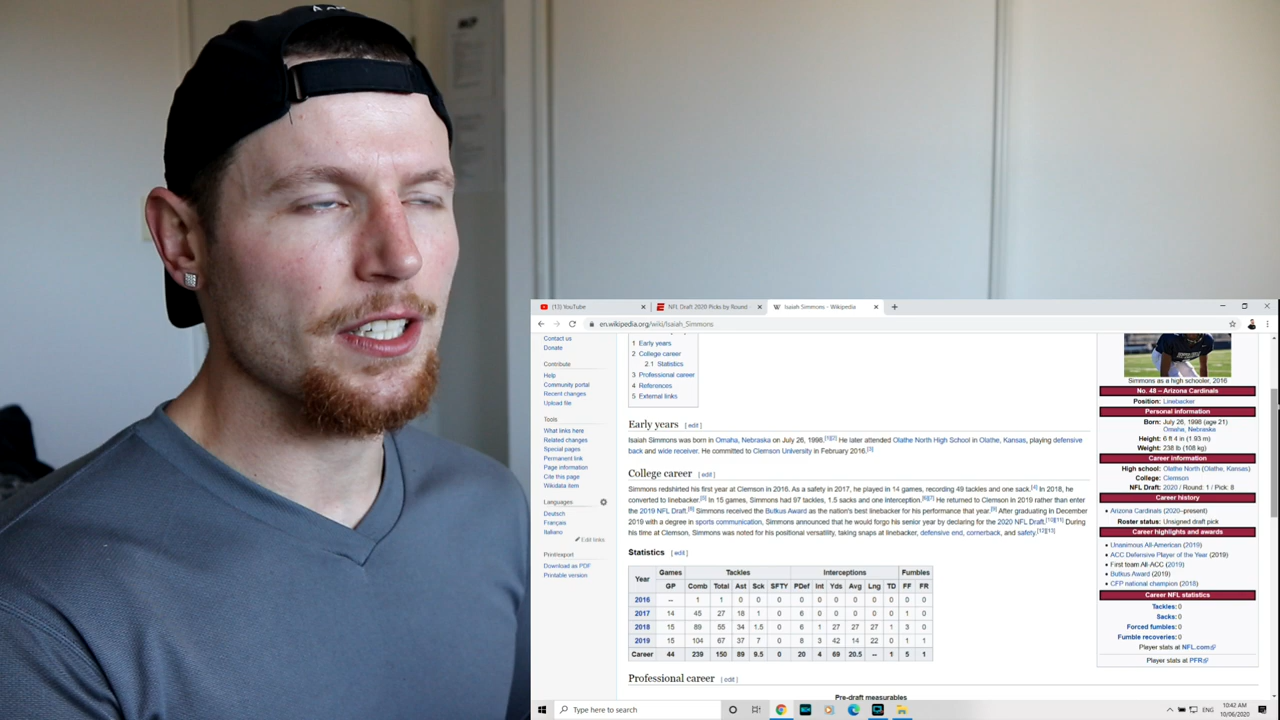 (13) YouTube
NFL Draft 2020 Picks by Round
Isaiah Simmons - Wikipedia
en.wikipedia.org/wiki/Isaiah_Simmons
Contact us
Donate
Contribute
Help
Community portal
Recent changes
Upload file
Tools
What links here
Related changes
Special pages
Permanent link
Page information
Cite this page
Wikidata item
Languages
Deutsch
Français
Italiano
Edit links
Print/export
Download as PDF
Printable version
1 Early years
2 College career
2.1 Statistics
3 Professional career
4 References
5 External links
Early years [ edit ]
Isaiah Simmons was born in Omaha, Nebraska on July 26, 1998.[1][2] He later attended Olathe North High School in Olathe, Kansas, playing defensive
back and wide receiver. He committed to Clemson University in February 2016.[3]
College career [ edit ]
Simmons redshirted his first year at Clemson in 2016. As a safety in 2017, he played in 14 games, recording 49 tackles and one sack.[4] In 2018, he
converted to linebacker.[5] In 15 games, Simmons had 97 tackles, 1.5 sacks and one interception.[6][7] He returned to Clemson in 2019 rather than enter
the 2019 NFL Draft.[8] Simmons received the Butkus Award as the nation's best linebacker for his performance that year.[9] After graduating in December
2019 with a degree in sports communication, Simmons announced that he would forgo his senior year by declaring for the 2020 NFL Draft.[10][11] During
his time at Clemson, Simmons was noted for his positional versatility, taking snaps at linebacker, defensive end, cornerback, and safety.[12][13]
Statistics [ edit ]
Year Games Tackles Interceptions Fumbles
GP Comb Total Ast Sck SFTY PDef Int Yds Avg Lng TD FF FR
2016 -- 1 1 0 0 0 0 0 0 0 0 0 0 0
2017 14 45 27 18 1 0 6 0 0 0 0 0 1 0
2018 15 89 55 34 1.5 0 6 1 27 27 27 1 3 0
2019 15 104 67 37 7 0 8 3 42 14 22 0 1 1
Career 44 239 150 89 9.5 0 20 4 69 20.5 -- 1 5 1
Professional career [ edit ]
Pre-draft measurables
Simmons as a high schooler, 2016
No. 48 – Arizona Cardinals
Position: Linebacker
Personal information
Born: July 26, 1998 (age 21)
Omaha, Nebraska
Height: 6 ft 4 in (1.93 m)
Weight: 238 lb (108 kg)
Career information
High school: Olathe North (Olathe, Kansas)
College: Clemson
NFL Draft: 2020 / Round: 1 / Pick: 8
Career history
Arizona Cardinals (2020–present)
Roster status: Unsigned draft pick
Career highlights and awards
Unanimous All-American (2019)
ACC Defensive Player of the Year (2019)
First team All-ACC (2019)
Butkus Award (2019)
CFP national champion (2018)
Career NFL statistics
Tackles: 0
Sacks: 0
Forced fumbles: 0
Fumble recoveries: 0
Player stats at NFL.com
Player stats at PFR
Type here to search
ENG
10:42 AM
10/06/2020